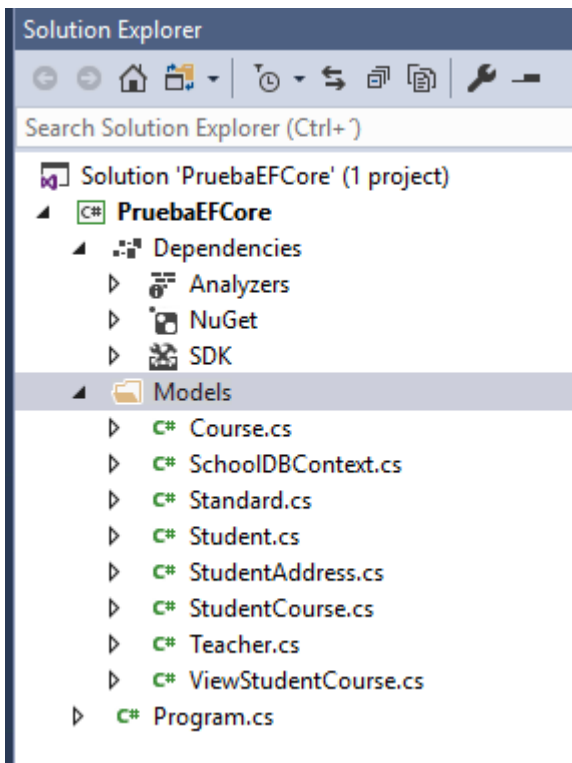 Solution Explorer
Search Solution Explorer (Ctrl+´)
Solution 'PruebaEFCore' (1 project)
C# PruebaEFCore
Dependencies
Analyzers
NuGet
SDK
Models
C# Course.cs
C# SchoolDBContext.cs
C# Standard.cs
C# Student.cs
C# StudentAddress.cs
C# StudentCourse.cs
C# Teacher.cs
C# ViewStudentCourse.cs
C# Program.cs